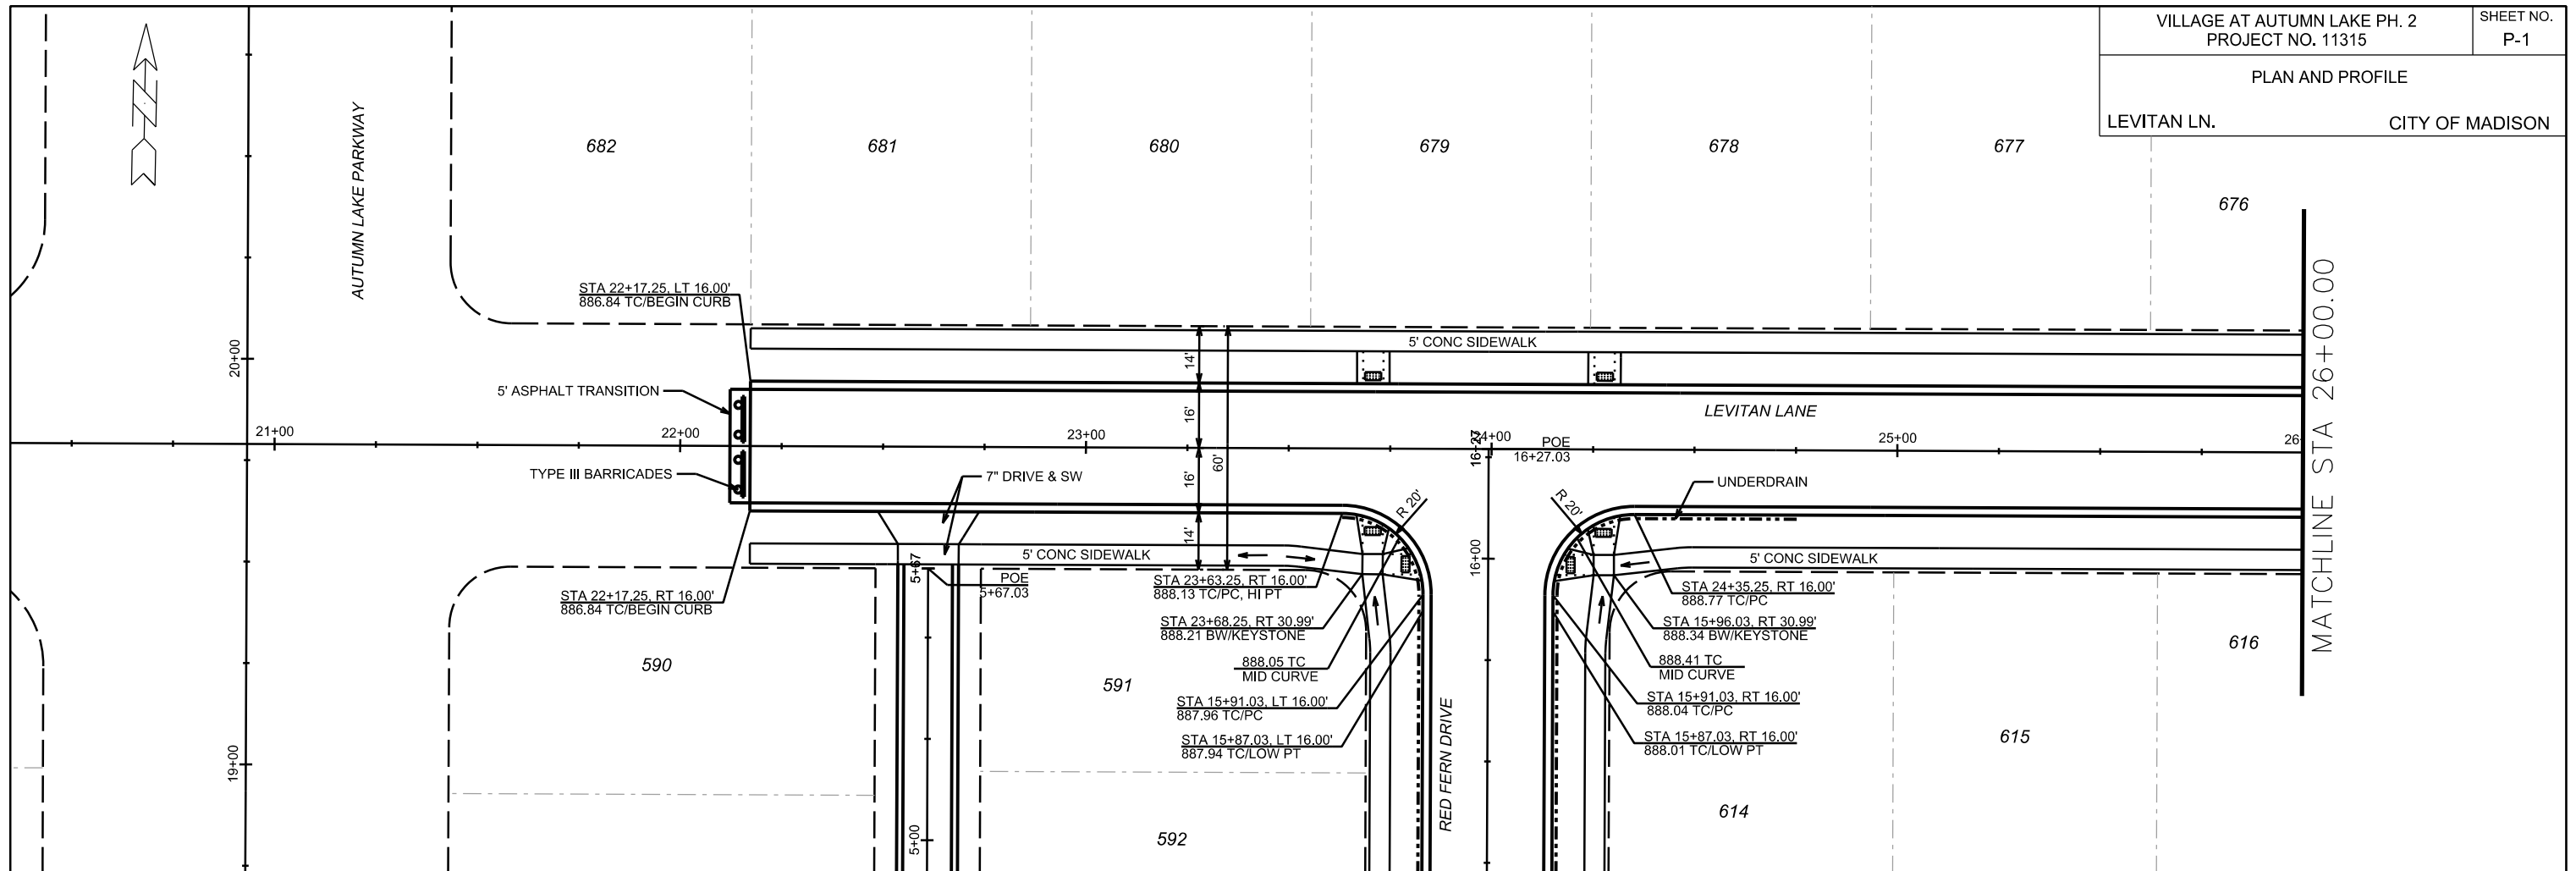 VILLAGE AT AUTUMN LAKE PH. 2
PROJECT NO. 11315
SHEET NO.
P-1
PLAN AND PROFILE
LEVITAN LN.
CITY OF MADISON
N
AUTUMN LAKE PARKWAY
682
681
680
679
678
677
676
STA 22+17.25, LT 16.00'
886.84 TC/BEGIN CURB
20+00
5' CONC SIDEWALK
14'
5' ASPHALT TRANSITION
16'
LEVITAN LANE
MATCHLINE STA 26+00.00
21+00
22+00
23+00
24+00
25+00
26+
16+27
POE
16+27.03
60'
TYPE III BARRICADES
7" DRIVE & SW
16'
UNDERDRAIN
R 20'
R 20'
14'
5' CONC SIDEWALK
5' CONC SIDEWALK
5+67
POE
5+67.03
16+00
STA 22+17.25, RT 16.00'
886.84 TC/BEGIN CURB
STA 23+63.25, RT 16.00'
888.13 TC/PC, HI PT
STA 24+35.25, RT 16.00'
888.77 TC/PC
STA 23+68.25, RT 30.99'
888.21 BW/KEYSTONE
STA 15+96.03, RT 30.99'
888.34 BW/KEYSTONE
590
591
616
888.05 TC
MID CURVE
888.41 TC
MID CURVE
STA 15+91.03, LT 16.00'
887.96 TC/PC
STA 15+91.03, RT 16.00'
888.04 TC/PC
STA 15+87.03, LT 16.00'
887.94 TC/LOW PT
STA 15+87.03, RT 16.00'
888.01 TC/LOW PT
615
19+00
RED FERN DRIVE
614
5+00
592